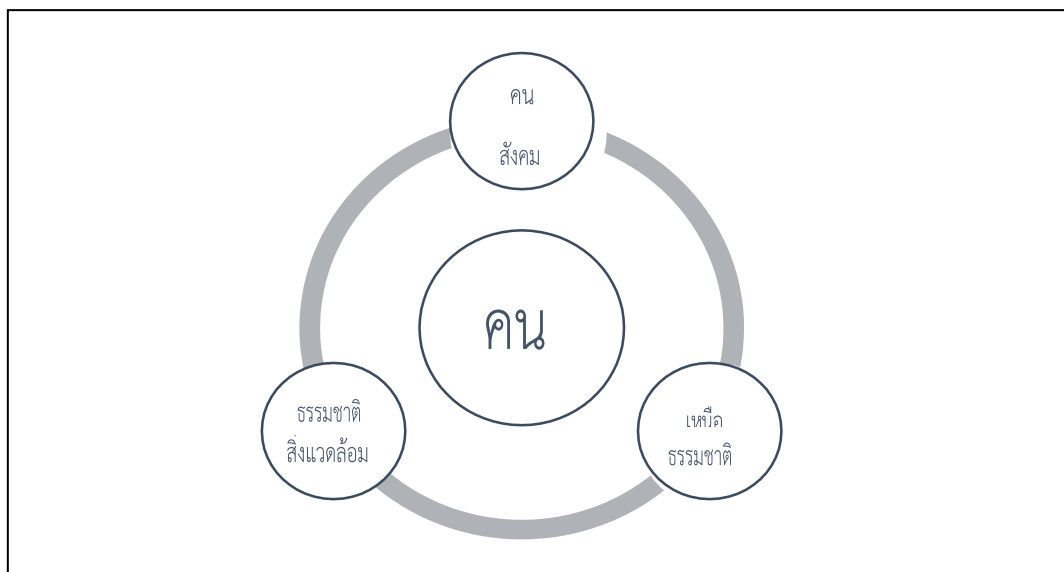 คน
สังคม
คน
ธรรมชาติ
สิ่งแวดล้อม
เหนือ
ธรรมชาติ